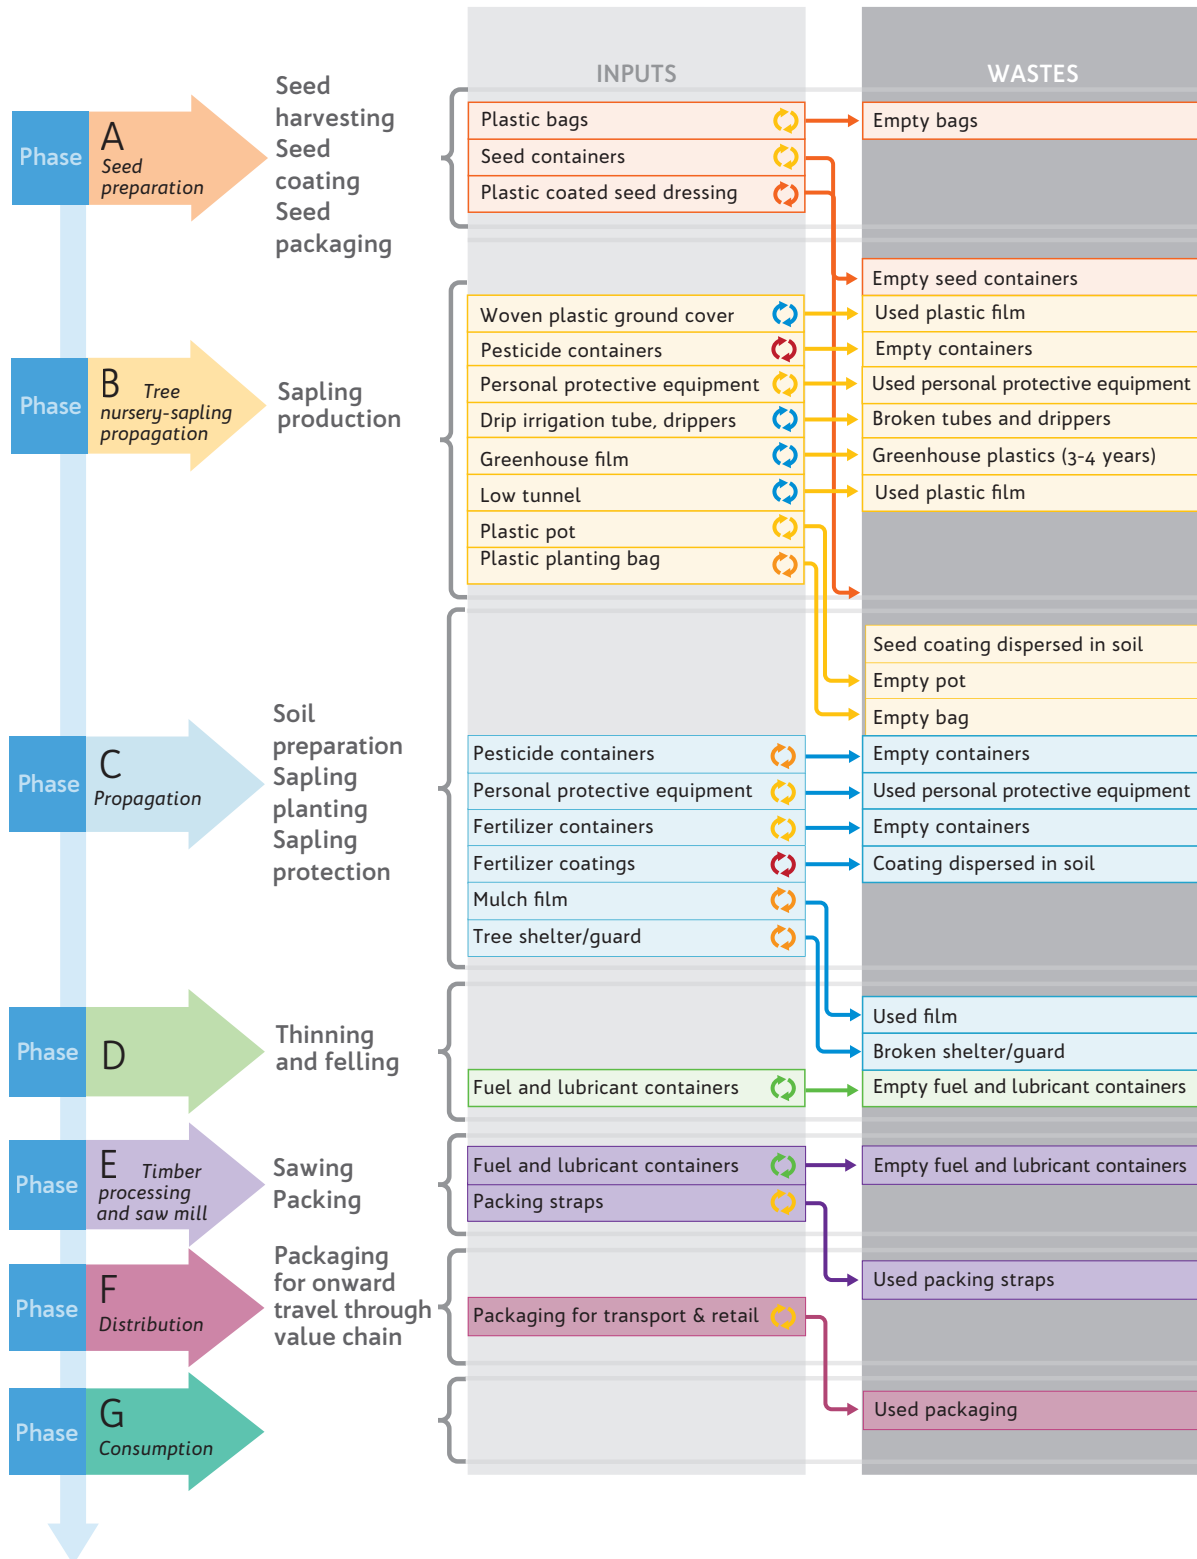 INPUTS
WASTES
Phase
A
Seed
preparation
Seed
harvesting
Seed
coating
Seed
packaging
Plastic bags
Empty bags
Seed containers
Plastic coated seed dressing
Empty seed containers
Phase
B Tree
nursery-sapling
propagation
Sapling
production
Woven plastic ground cover
Used plastic film
Pesticide containers
Empty containers
Personal protective equipment
Used personal protective equipment
Drip irrigation tube, drippers
Broken tubes and drippers
Greenhouse film
Greenhouse plastics (3-4 years)
Low tunnel
Used plastic film
Plastic pot
Plastic planting bag
Seed coating dispersed in soil
Empty pot
Empty bag
Phase
C
Propagation
Soil
preparation
Sapling
planting
Sapling
protection
Pesticide containers
Empty containers
Personal protective equipment
Used personal protective equipment
Fertilizer containers
Empty containers
Fertilizer coatings
Coating dispersed in soil
Mulch film
Tree shelter/guard
Used film
Broken shelter/guard
Phase
D
Thinning
and felling
Fuel and lubricant containers
Empty fuel and lubricant containers
Phase
E Timber
processing
and saw mill
Sawing
Packing
Fuel and lubricant containers
Empty fuel and lubricant containers
Packing straps
Used packing straps
Phase
F
Distribution
Packaging
for onward
travel through
value chain
Packaging for transport & retail
Phase
G
Consumption
Used packaging